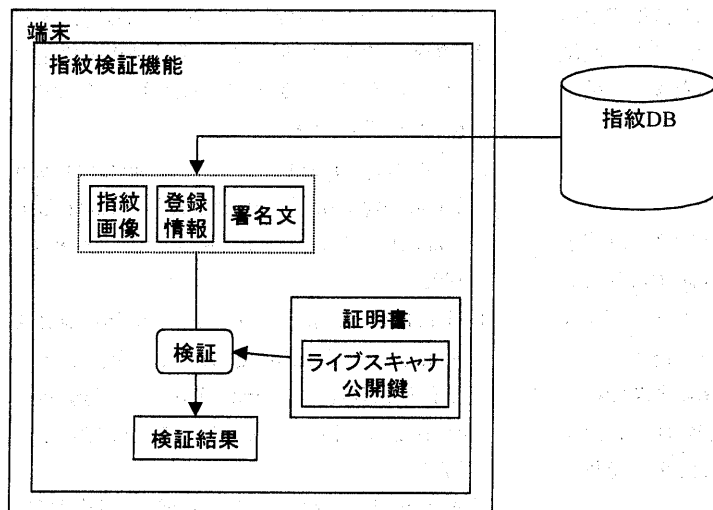 端末
指紋検証機能
指紋DB
指紋
画像
登録
情報
署名文
証明書
検証
ライブスキャナ
公開鍵
検証結果